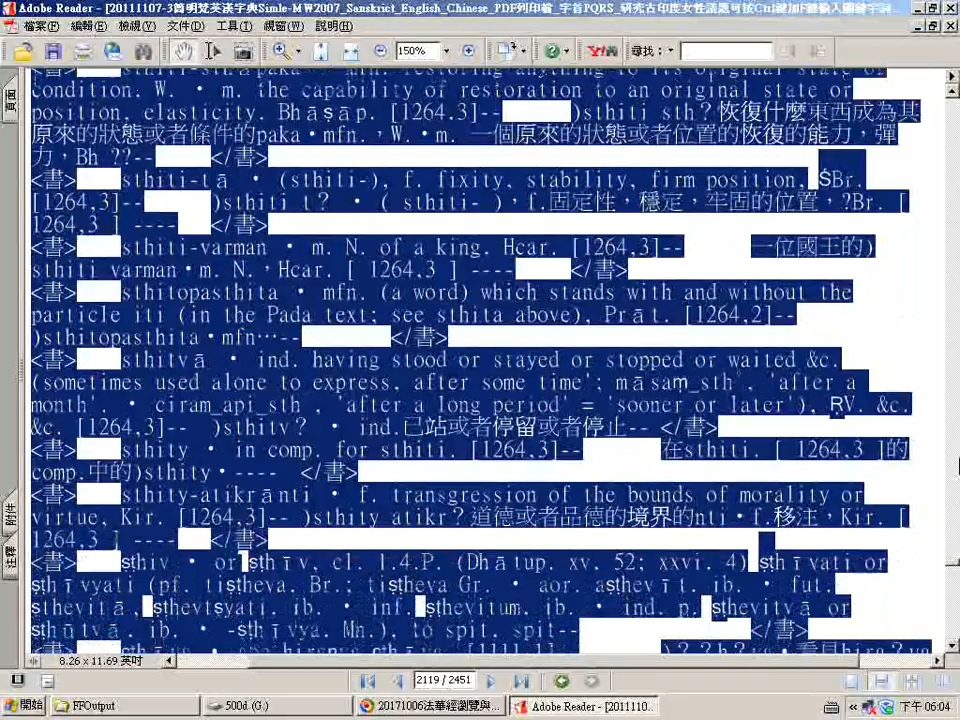 Adobe Reader - [20111107-3首明梵英漢字典Simle-MW2007_Sanskrict_English_Chinese_PDF列印檔_字首PQRS_研究古印度女性議題可按Ctrl鍵加F鍵輸入關鍵字詞
檔案(F) 編輯(E) 檢視(V) 文件(D) 工具(T) 視窗(W) 說明(H)
150% 尋找:
頁面
附件
註釋
condition. W. • m. the capability of restoration to an original state or
position, elasticity. Bhāṣāp. [1264,3]-- )sthiti sth？恢復什麼東西成為其
原來的狀態或者條件的paka・mfn, W.・m. 一個原來的狀態或者位置的恢復的能力，彈
力，Bh ??-- </書>
<書> sthiti-tā • (sthiti-), f. fixity, stability, firm position, ŚBr.
[1264,3]-- )sthiti t? • ( sthiti- )，f.固定性，穩定，牢固的位置，?Br. [
1264,3 ] ---- </書>
<書> sthiti-varman • m. N. of a king. Hcar. [1264,3]-- 一位國王的)
sthiti varman・m. N.，Hcar. [ 1264,3 ] ---- </書>
<書> sthitopasthita • mfn. (a word) which stands with and without the
particle iti (in the Pada text; see sthita above), Prāt. [1264,2]--
)sthitopasthita・mfn…-- </書>
<書> sthitvā • ind. having stood or stayed or stopped or waited &c.
(sometimes used alone to express, after some time'; māsaṃ_sth , 'after a
month'. • ciram_api_sth , 'after a long period' = 'sooner or later'), RV. &c.
&c. [1264,3]-- )sthitv? • ind.已站或者停留或者停止-- </書>
<書> sthity • in comp. for sthiti. [1264,3]-- 在sthiti. [ 1264,3 ]的
comp.中的)sthity・---- </書>
<書> sthity-atikrānti • f. transgression of the bounds of morality or
virtue, Kir. [1264,3]-- )sthity atikr？道德或者品德的境界的nti・f.移注，Kir. [
1264,3 ] ---- </書>
<書> ṣṭhiv • or ṣṭhīv, cl. 1.4.P. (Dhātup. xv, 52; xxvi, 4) ṣṭhīvati or
ṣṭhīvyati (pf. tiṣṭheva, Br.; tiṣṭheva Gr. • aor. aṣṭhevīt, ib. • fut.
ṣṭhevitā, ṣṭheviṣyati, ib. • inf. ṣṭhevitum, ib. • ind. p. ṣṭhevitvā or
ṣṭhūtvā, ib. • -ṣṭhīvya, Mn.), to spit, spit-- </書>
8.26 x 11.69 英吋
2119 / 2451
開始 FFOutput 500d (G:) 20171006法華經瀏覽與... Adobe Reader - [2011110... 下午 06:04